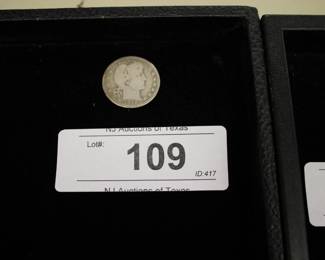 NJ Auctions of Texas
Lot#:
109
ID:417
NJ Auctions of Texas